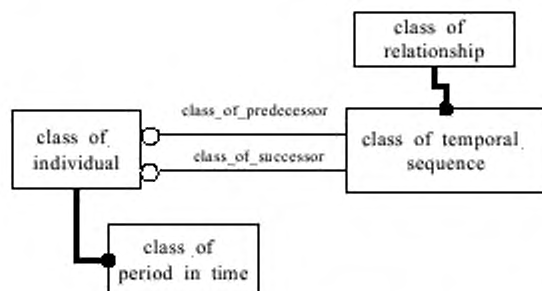 class of
relationship
class_of_predecessor
class of
individual
class of temporal
sequence
class_of_successor
class of
period in time